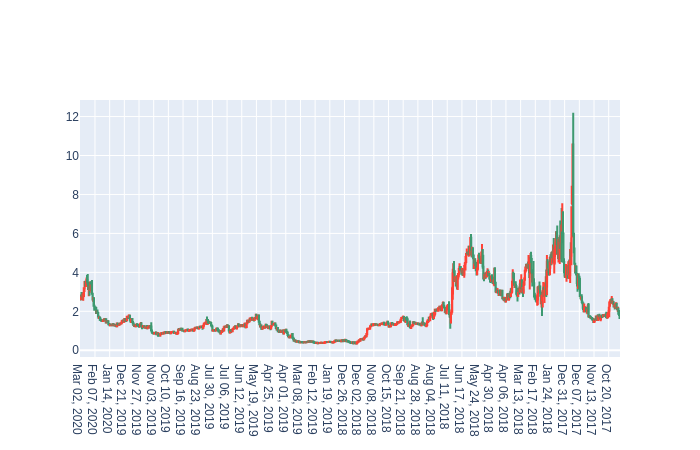 12
10
8
6
4
2
0
Mar 02, 2020
Feb 07, 2020
Jan 14, 2020
Dec 21, 2019
Nov 27, 2019
Nov 03, 2019
Oct 10, 2019
Sep 16, 2019
Aug 23, 2019
Jul 30, 2019
Jul 06, 2019
Jun 12, 2019
May 19, 2019
Apr 25, 2019
Apr 01, 2019
Mar 08, 2019
Feb 12, 2019
Jan 19, 2019
Dec 26, 2018
Dec 02, 2018
Nov 08, 2018
Oct 15, 2018
Sep 21, 2018
Aug 28, 2018
Aug 04, 2018
Jul 11, 2018
Jun 17, 2018
May 24, 2018
Apr 30, 2018
Apr 06, 2018
Mar 13, 2018
Feb 17, 2018
Jan 24, 2018
Dec 31, 2017
Dec 07, 2017
Nov 13, 2017
Oct 20, 2017